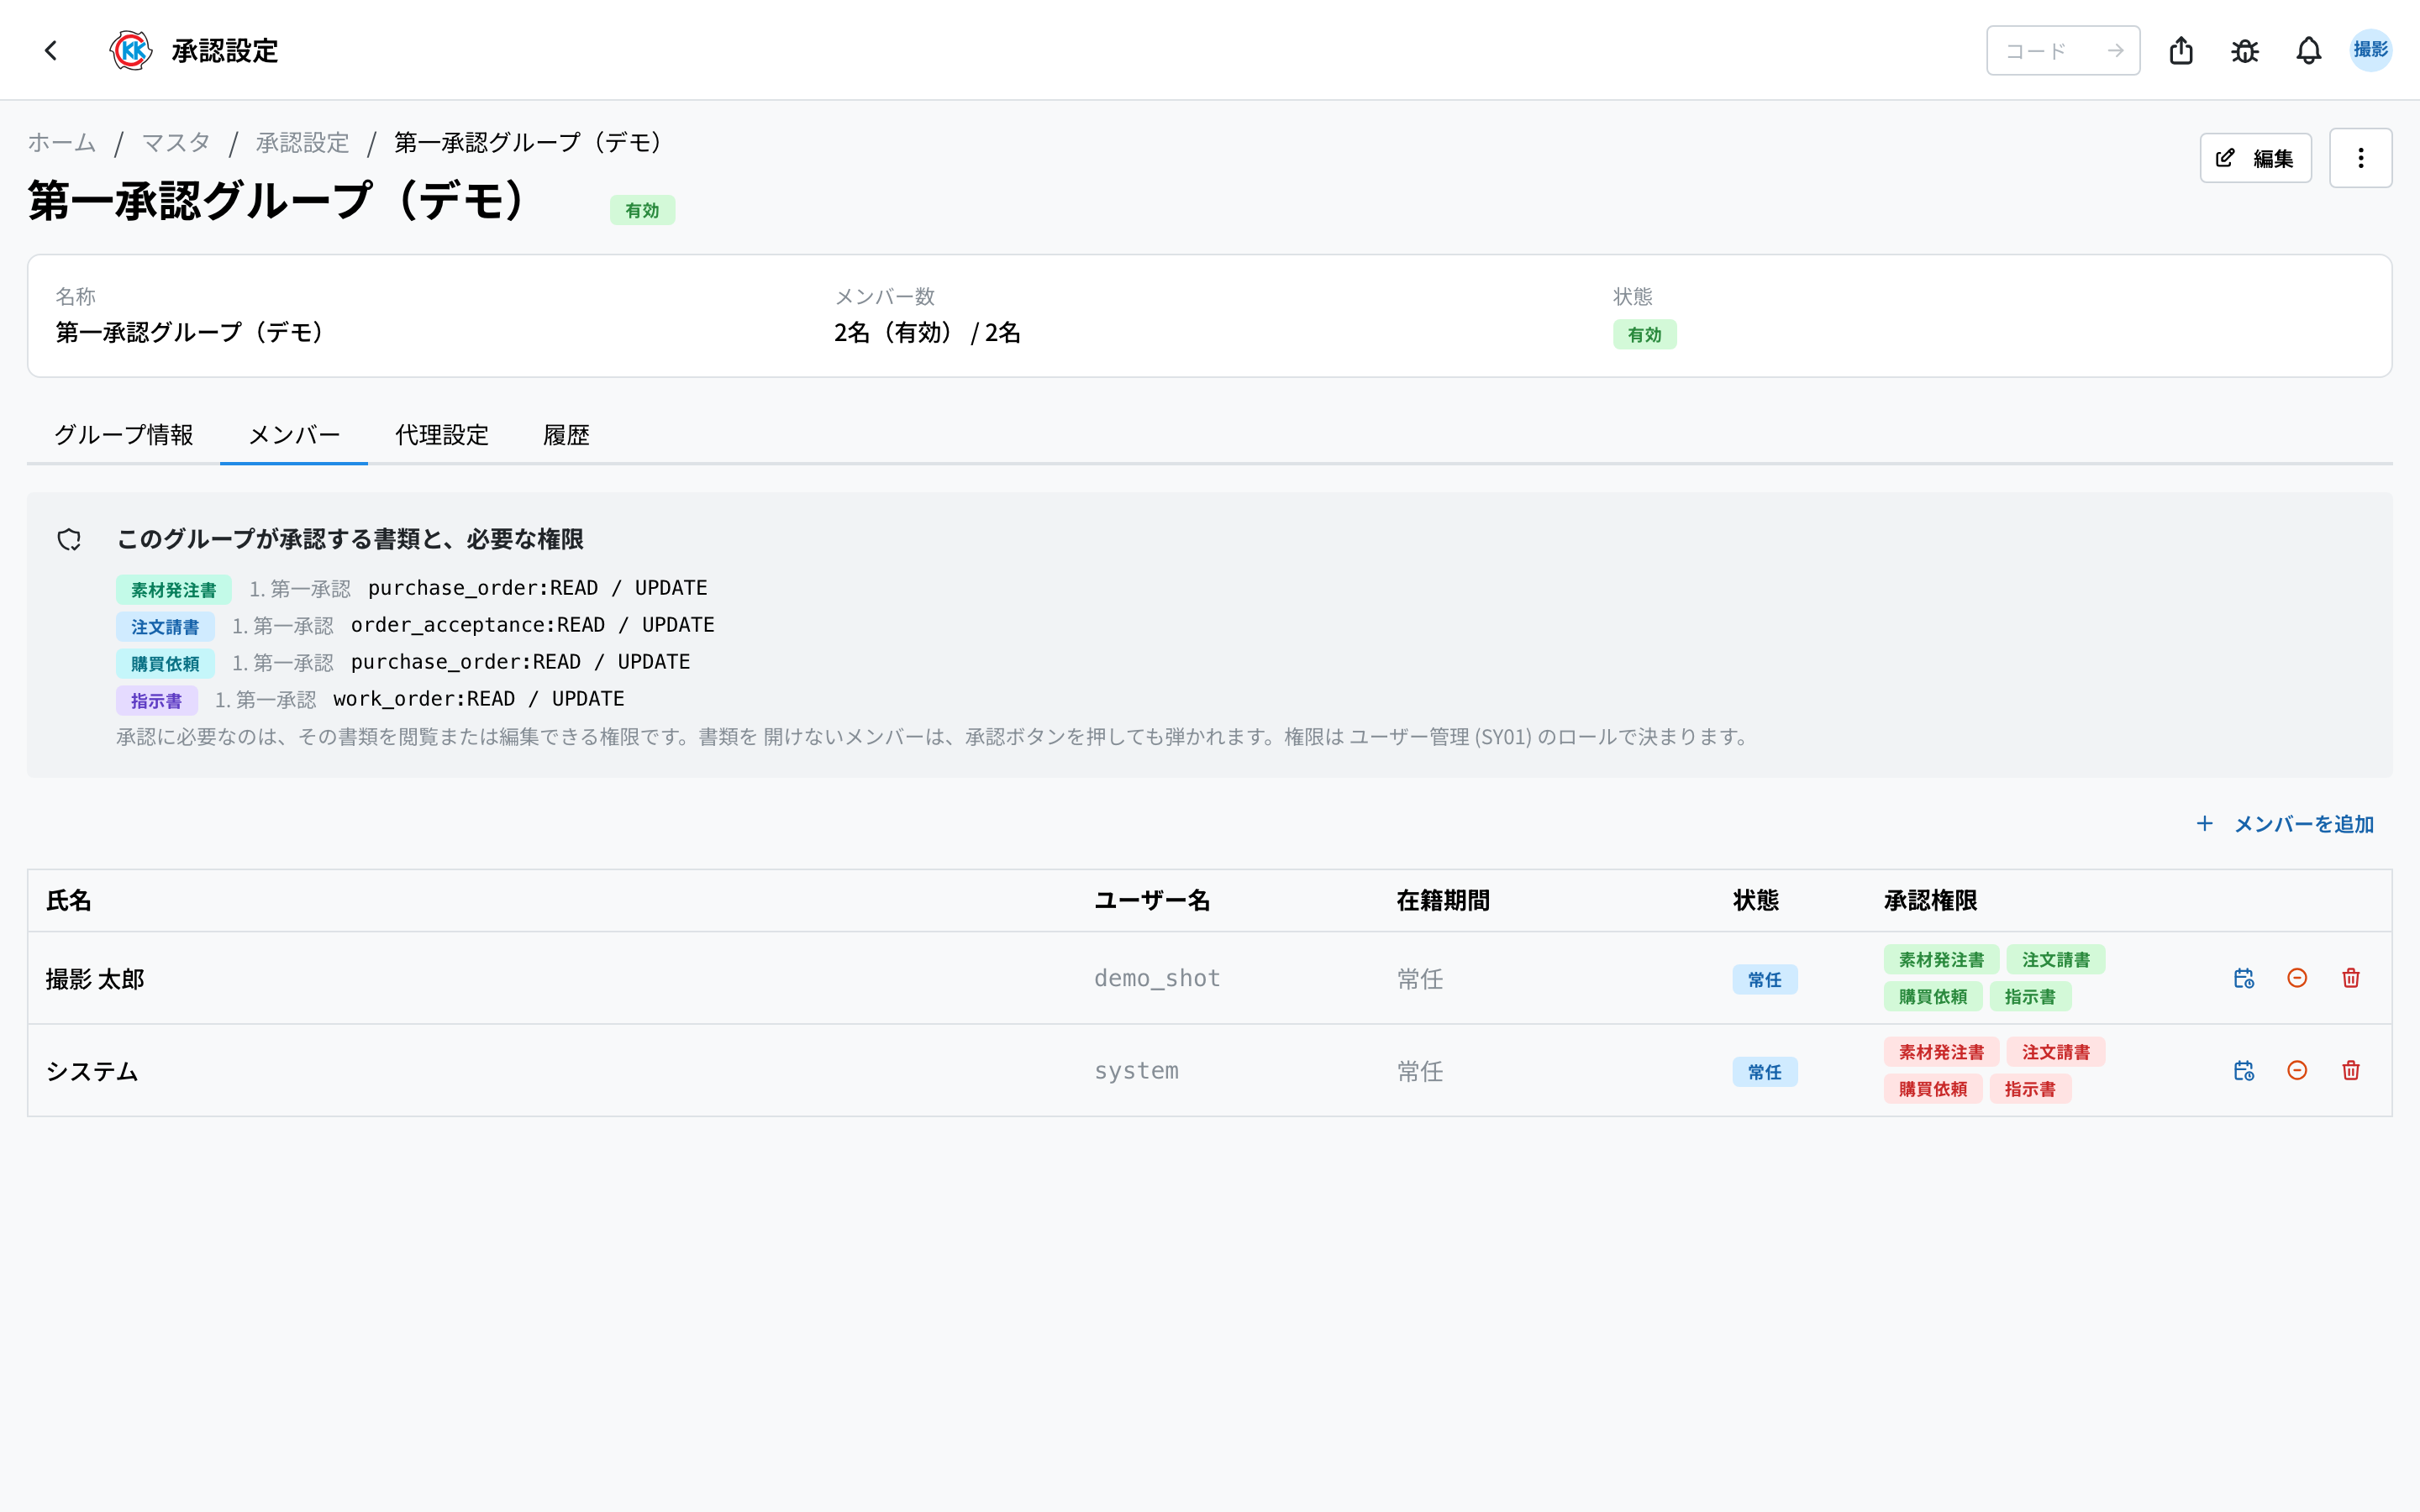 CKK 承認設定
コード
撮影
ホーム / マスタ / 承認設定 / 第一承認グループ（デモ）
編集
第一承認グループ（デモ） 有効
名称 メンバー数 状態
第一承認グループ（デモ） 2名（有効） / 2名 有効
グループ情報 メンバー 代理設定 履歴
このグループが承認する書類と、必要な権限
素材発注書 1. 第一承認 purchase_order:READ / UPDATE
注文請書 1. 第一承認 order_acceptance:READ / UPDATE
購買依頼 1. 第一承認 purchase_order:READ / UPDATE
指示書 1. 第一承認 work_order:READ / UPDATE
承認に必要なのは、その書類を閲覧または編集できる権限です。書類を 開けないメンバーは、承認ボタンを押しても弾かれます。権限は ユーザー管理 (SY01) のロールで決まります。
メンバーを追加
氏名 ユーザー名 在籍期間 状態 承認権限
撮影 太郎 demo_shot 常任 常任 素材発注書 注文請書
購買依頼 指示書
システム system 常任 常任 素材発注書 注文請書
購買依頼 指示書